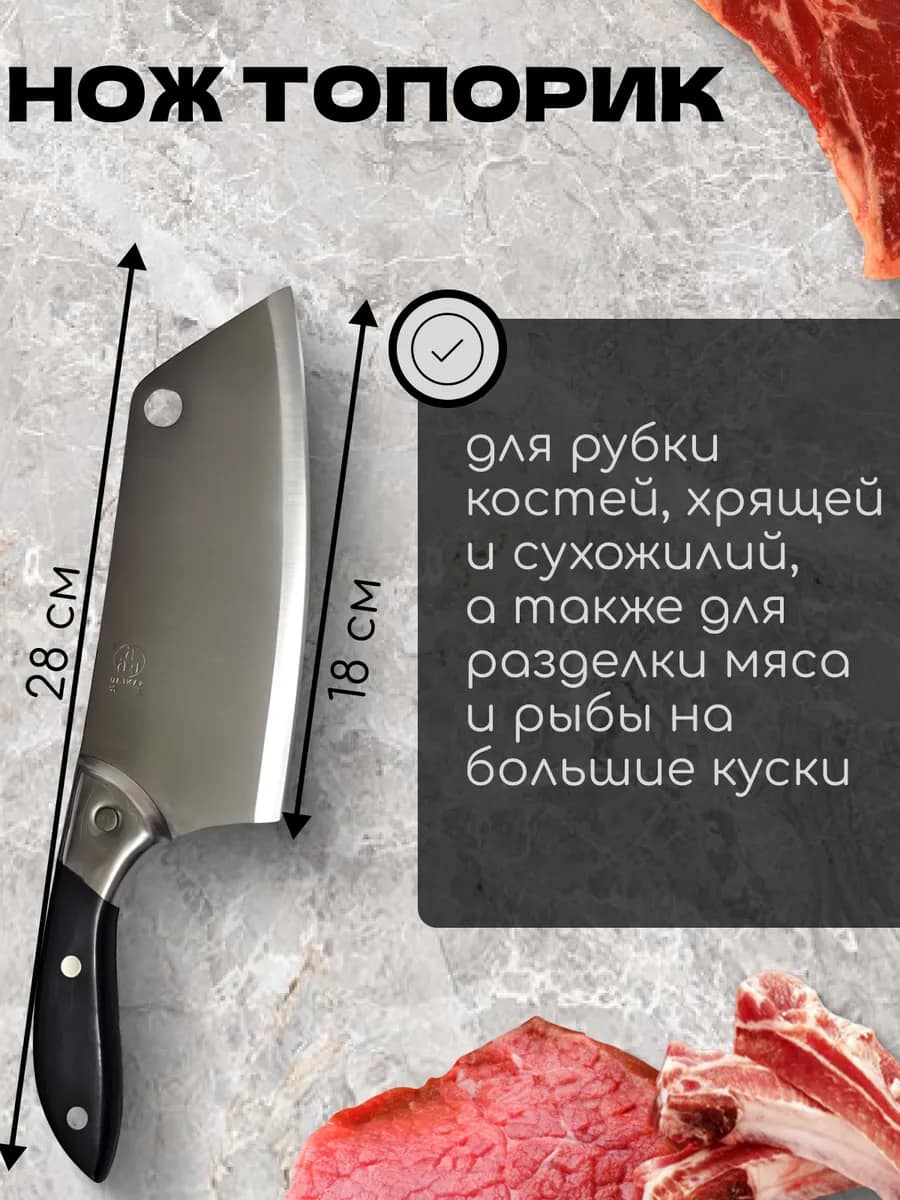 НОЖ ТОПОРИК
28 см
18 см
для рубки
костей, хрящей
и сухожилий,
а также для
разделки мяса
и рыбы на
большие куски